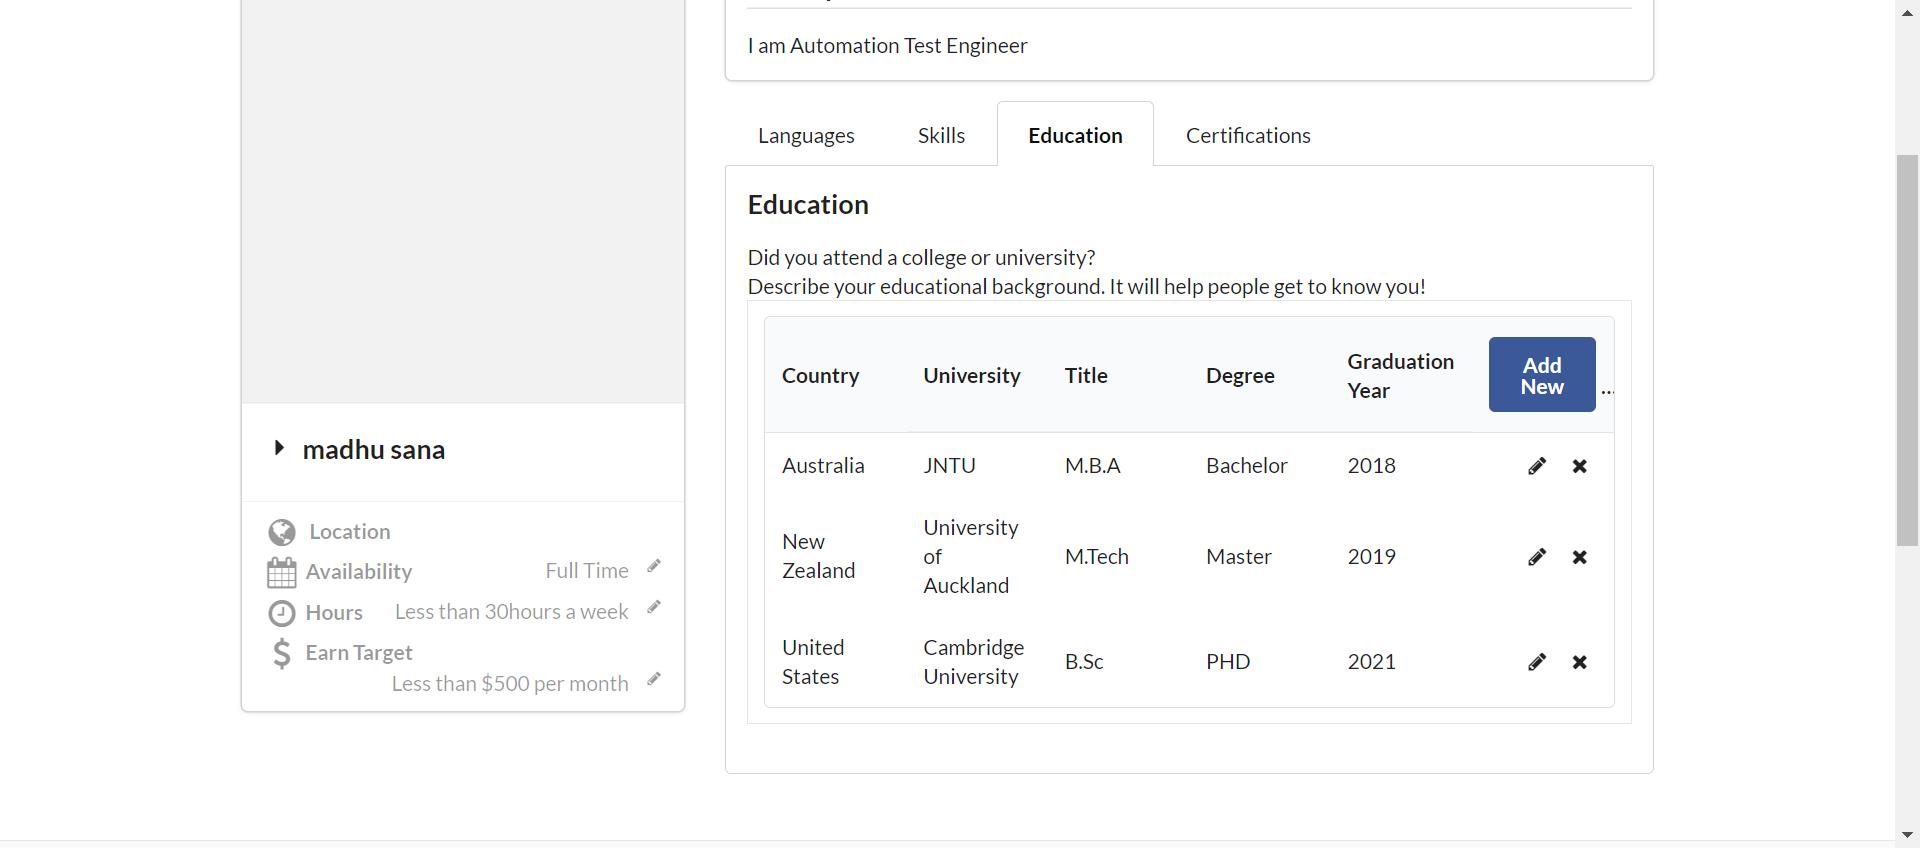 I am Automation Test Engineer
Languages
Skills
Education
Certifications
Education
Did you attend a college or university?
Describe your educational background. It will help people get to know you!
Country
University
Title
Degree
Graduation
Year
Add
New
...
Australia
JNTU
M.B.A
Bachelor
2018
New
Zealand
University
of
Auckland
M.Tech
Master
2019
United
States
Cambridge
University
B.Sc
PHD
2021
madhu sana
Location
Availability
Full Time
Hours
Less than 30hours a week
Earn Target
Less than $500 per month